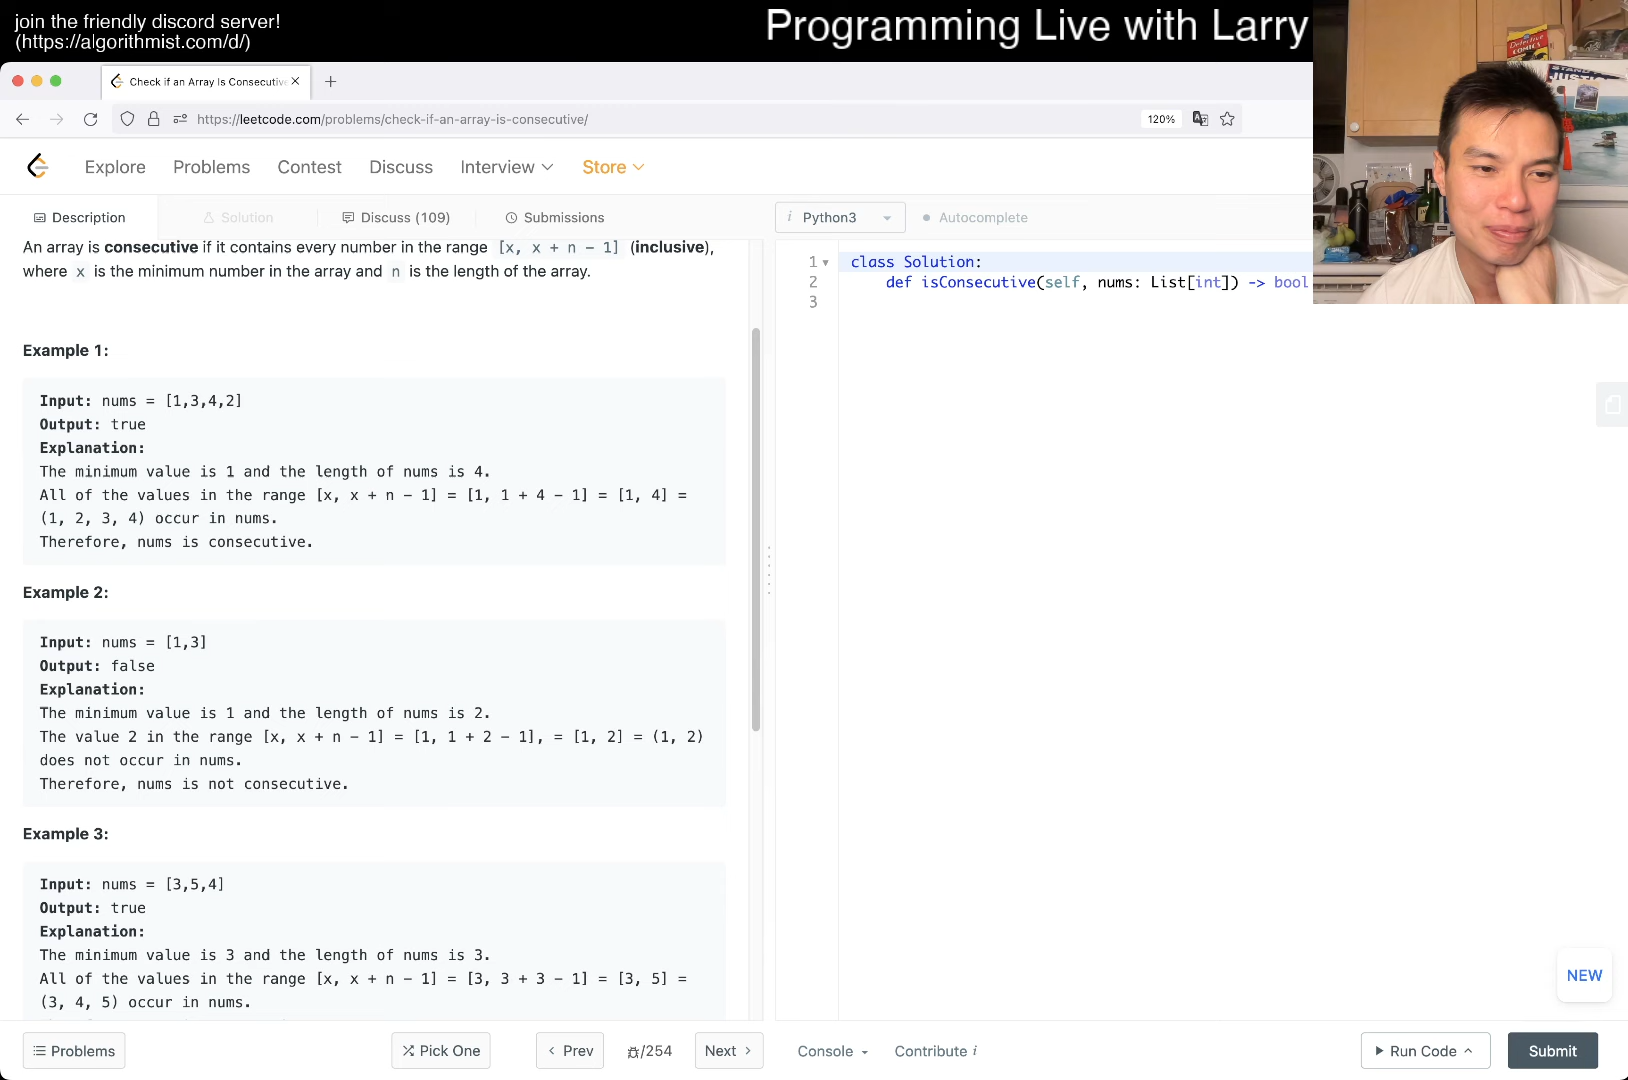 join the friendly discord server!
(https://algorithmist.com/d/)
Programming Live with Larry
Check if an Array Is Consecutive
https://leetcode.com/problems/check-if-an-array-is-consecutive/
120%
Explore
Problems
Contest
Discuss
Interview
Store
Description
Solution
Discuss (109)
Submissions
i Python3
Autocomplete
An array is consecutive if it contains every number in the range [x, x + n − 1] (inclusive),
where x is the minimum number in the array and n is the length of the array.
Example 1:
Input: nums = [1,3,4,2]
Output: true
Explanation:
The minimum value is 1 and the length of nums is 4.
All of the values in the range [x, x + n − 1] = [1, 1 + 4 − 1] = [1, 4] =
(1, 2, 3, 4) occur in nums.
Therefore, nums is consecutive.
Example 2:
Input: nums = [1,3]
Output: false
Explanation:
The minimum value is 1 and the length of nums is 2.
The value 2 in the range [x, x + n − 1] = [1, 1 + 2 − 1], = [1, 2] = (1, 2)
does not occur in nums.
Therefore, nums is not consecutive.
Example 3:
Input: nums = [3,5,4]
Output: true
Explanation:
The minimum value is 3 and the length of nums is 3.
All of the values in the range [x, x + n − 1] = [3, 3 + 3 − 1] = [3, 5] =
(3, 4, 5) occur in nums.
1 class Solution:
2 def isConsecutive(self, nums: List[int]) -> bool
3
NEW
Problems
Pick One
Prev
/254
Next
Console
Contribute i
Run Code
Submit